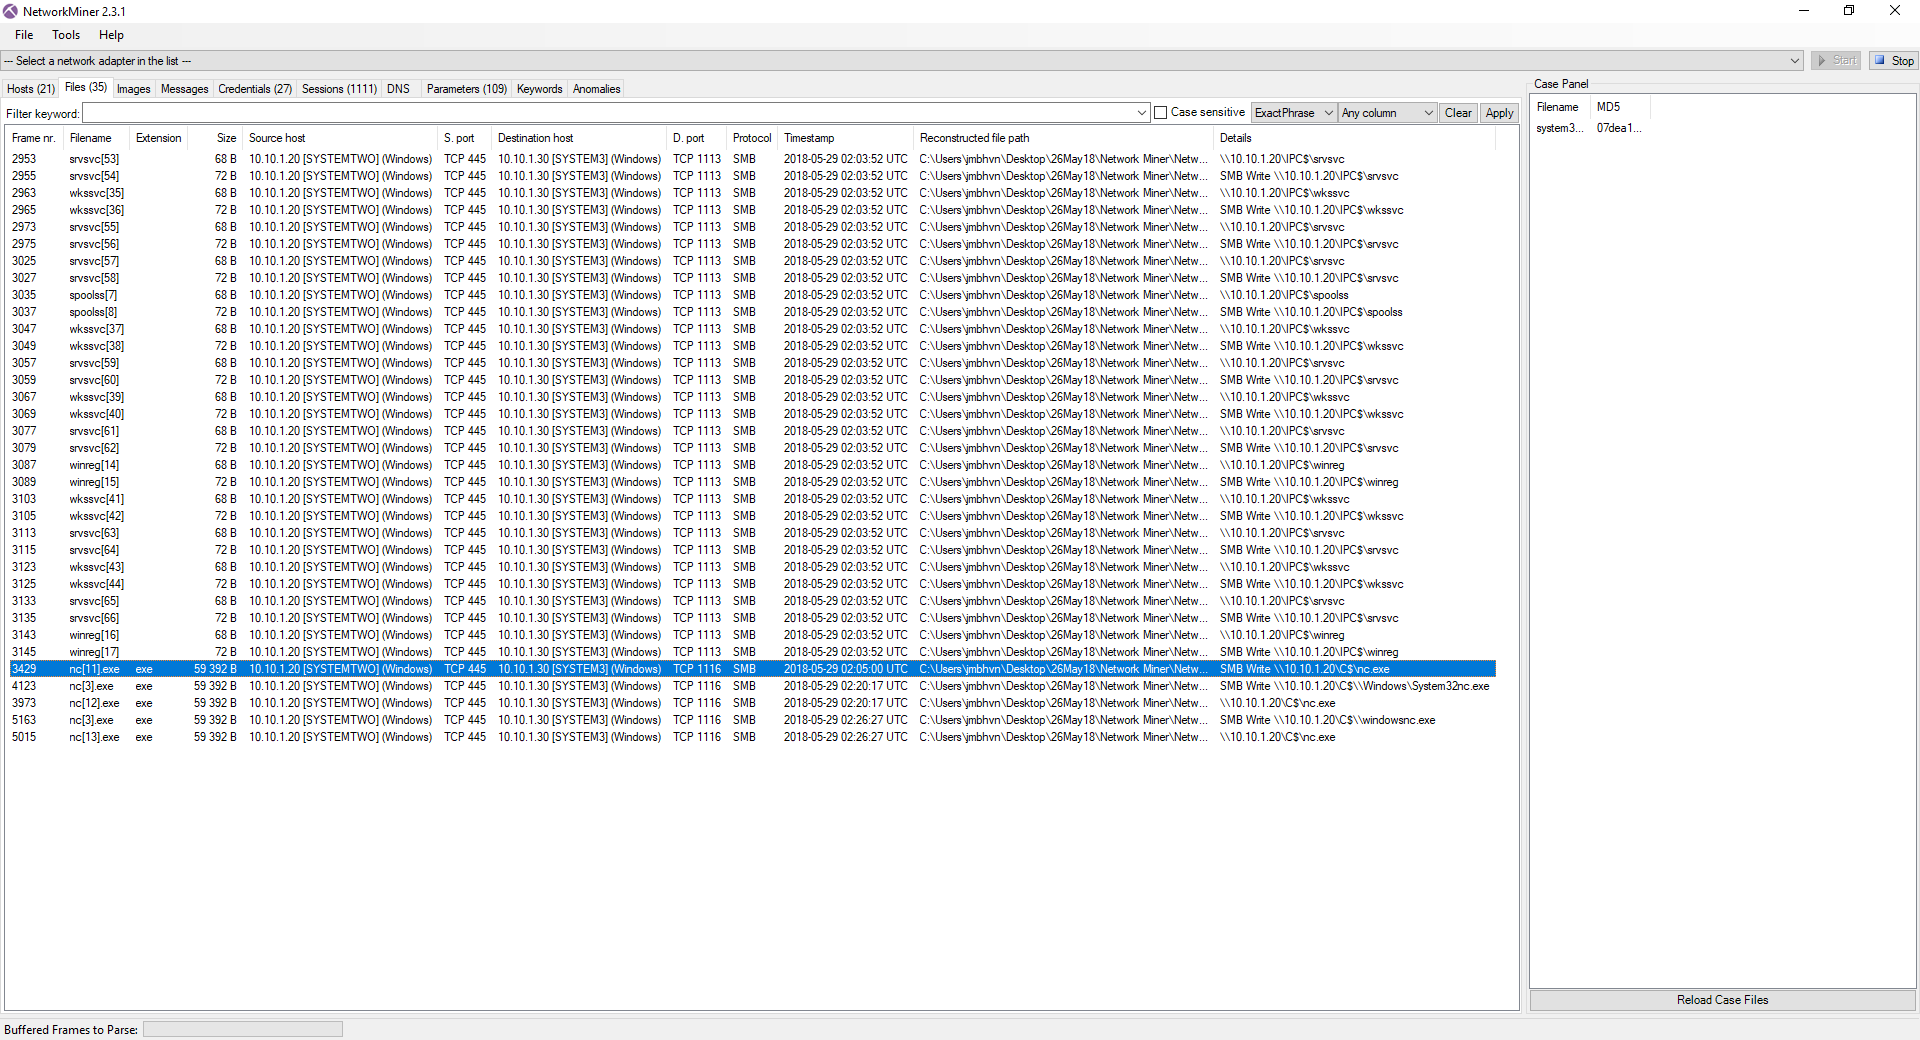 NetworkMiner 2.3.1
File Tools Help
--- Select a network adapter in the list --- Start Stop
Hosts (21) Files (35) Images Messages Credentials (27) Sessions (1111) DNS Parameters (109) Keywords Anomalies
Filter keyword: Case sensitive ExactPhrase Any column Clear Apply
Frame nr. Filename Extension Size Source host S. port Destination host D. port Protocol Timestamp Reconstructed file path Details
2953 srvsvc[53] 68 B 10.10.1.20 [SYSTEMTWO] (Windows) TCP 445 10.10.1.30 [SYSTEM3] (Windows) TCP 1113 SMB 2018-05-29 02:03:52 UTC C:\Users\jmbhvn\Desktop\26May18\Network Miner\Netw... \\10.10.1.20\IPC$\srvsvc
2955 srvsvc[54] 72 B 10.10.1.20 [SYSTEMTWO] (Windows) TCP 445 10.10.1.30 [SYSTEM3] (Windows) TCP 1113 SMB 2018-05-29 02:03:52 UTC C:\Users\jmbhvn\Desktop\26May18\Network Miner\Netw... SMB Write \\10.10.1.20\IPC$\srvsvc
2963 wkssvc[35] 68 B 10.10.1.20 [SYSTEMTWO] (Windows) TCP 445 10.10.1.30 [SYSTEM3] (Windows) TCP 1113 SMB 2018-05-29 02:03:52 UTC C:\Users\jmbhvn\Desktop\26May18\Network Miner\Netw... \\10.10.1.20\IPC$\wkssvc
2965 wkssvc[36] 72 B 10.10.1.20 [SYSTEMTWO] (Windows) TCP 445 10.10.1.30 [SYSTEM3] (Windows) TCP 1113 SMB 2018-05-29 02:03:52 UTC C:\Users\jmbhvn\Desktop\26May18\Network Miner\Netw... SMB Write \\10.10.1.20\IPC$\wkssvc
2973 srvsvc[55] 68 B 10.10.1.20 [SYSTEMTWO] (Windows) TCP 445 10.10.1.30 [SYSTEM3] (Windows) TCP 1113 SMB 2018-05-29 02:03:52 UTC C:\Users\jmbhvn\Desktop\26May18\Network Miner\Netw... \\10.10.1.20\IPC$\srvsvc
2975 srvsvc[56] 72 B 10.10.1.20 [SYSTEMTWO] (Windows) TCP 445 10.10.1.30 [SYSTEM3] (Windows) TCP 1113 SMB 2018-05-29 02:03:52 UTC C:\Users\jmbhvn\Desktop\26May18\Network Miner\Netw... SMB Write \\10.10.1.20\IPC$\srvsvc
3025 srvsvc[57] 68 B 10.10.1.20 [SYSTEMTWO] (Windows) TCP 445 10.10.1.30 [SYSTEM3] (Windows) TCP 1113 SMB 2018-05-29 02:03:52 UTC C:\Users\jmbhvn\Desktop\26May18\Network Miner\Netw... \\10.10.1.20\IPC$\srvsvc
3027 srvsvc[58] 72 B 10.10.1.20 [SYSTEMTWO] (Windows) TCP 445 10.10.1.30 [SYSTEM3] (Windows) TCP 1113 SMB 2018-05-29 02:03:52 UTC C:\Users\jmbhvn\Desktop\26May18\Network Miner\Netw... SMB Write \\10.10.1.20\IPC$\srvsvc
3035 spoolss[7] 68 B 10.10.1.20 [SYSTEMTWO] (Windows) TCP 445 10.10.1.30 [SYSTEM3] (Windows) TCP 1113 SMB 2018-05-29 02:03:52 UTC C:\Users\jmbhvn\Desktop\26May18\Network Miner\Netw... \\10.10.1.20\IPC$\spoolss
3037 spoolss[8] 72 B 10.10.1.20 [SYSTEMTWO] (Windows) TCP 445 10.10.1.30 [SYSTEM3] (Windows) TCP 1113 SMB 2018-05-29 02:03:52 UTC C:\Users\jmbhvn\Desktop\26May18\Network Miner\Netw... SMB Write \\10.10.1.20\IPC$\spoolss
3047 wkssvc[37] 68 B 10.10.1.20 [SYSTEMTWO] (Windows) TCP 445 10.10.1.30 [SYSTEM3] (Windows) TCP 1113 SMB 2018-05-29 02:03:52 UTC C:\Users\jmbhvn\Desktop\26May18\Network Miner\Netw... \\10.10.1.20\IPC$\wkssvc
3049 wkssvc[38] 72 B 10.10.1.20 [SYSTEMTWO] (Windows) TCP 445 10.10.1.30 [SYSTEM3] (Windows) TCP 1113 SMB 2018-05-29 02:03:52 UTC C:\Users\jmbhvn\Desktop\26May18\Network Miner\Netw... SMB Write \\10.10.1.20\IPC$\wkssvc
3057 srvsvc[59] 68 B 10.10.1.20 [SYSTEMTWO] (Windows) TCP 445 10.10.1.30 [SYSTEM3] (Windows) TCP 1113 SMB 2018-05-29 02:03:52 UTC C:\Users\jmbhvn\Desktop\26May18\Network Miner\Netw... \\10.10.1.20\IPC$\srvsvc
3059 srvsvc[60] 72 B 10.10.1.20 [SYSTEMTWO] (Windows) TCP 445 10.10.1.30 [SYSTEM3] (Windows) TCP 1113 SMB 2018-05-29 02:03:52 UTC C:\Users\jmbhvn\Desktop\26May18\Network Miner\Netw... SMB Write \\10.10.1.20\IPC$\srvsvc
3067 wkssvc[39] 68 B 10.10.1.20 [SYSTEMTWO] (Windows) TCP 445 10.10.1.30 [SYSTEM3] (Windows) TCP 1113 SMB 2018-05-29 02:03:52 UTC C:\Users\jmbhvn\Desktop\26May18\Network Miner\Netw... \\10.10.1.20\IPC$\wkssvc
3069 wkssvc[40] 72 B 10.10.1.20 [SYSTEMTWO] (Windows) TCP 445 10.10.1.30 [SYSTEM3] (Windows) TCP 1113 SMB 2018-05-29 02:03:52 UTC C:\Users\jmbhvn\Desktop\26May18\Network Miner\Netw... SMB Write \\10.10.1.20\IPC$\wkssvc
3077 srvsvc[61] 68 B 10.10.1.20 [SYSTEMTWO] (Windows) TCP 445 10.10.1.30 [SYSTEM3] (Windows) TCP 1113 SMB 2018-05-29 02:03:52 UTC C:\Users\jmbhvn\Desktop\26May18\Network Miner\Netw... \\10.10.1.20\IPC$\srvsvc
3079 srvsvc[62] 72 B 10.10.1.20 [SYSTEMTWO] (Windows) TCP 445 10.10.1.30 [SYSTEM3] (Windows) TCP 1113 SMB 2018-05-29 02:03:52 UTC C:\Users\jmbhvn\Desktop\26May18\Network Miner\Netw... SMB Write \\10.10.1.20\IPC$\srvsvc
3087 winreg[14] 68 B 10.10.1.20 [SYSTEMTWO] (Windows) TCP 445 10.10.1.30 [SYSTEM3] (Windows) TCP 1113 SMB 2018-05-29 02:03:52 UTC C:\Users\jmbhvn\Desktop\26May18\Network Miner\Netw... \\10.10.1.20\IPC$\winreg
3089 winreg[15] 72 B 10.10.1.20 [SYSTEMTWO] (Windows) TCP 445 10.10.1.30 [SYSTEM3] (Windows) TCP 1113 SMB 2018-05-29 02:03:52 UTC C:\Users\jmbhvn\Desktop\26May18\Network Miner\Netw... SMB Write \\10.10.1.20\IPC$\winreg
3103 wkssvc[41] 68 B 10.10.1.20 [SYSTEMTWO] (Windows) TCP 445 10.10.1.30 [SYSTEM3] (Windows) TCP 1113 SMB 2018-05-29 02:03:52 UTC C:\Users\jmbhvn\Desktop\26May18\Network Miner\Netw... \\10.10.1.20\IPC$\wkssvc
3105 wkssvc[42] 72 B 10.10.1.20 [SYSTEMTWO] (Windows) TCP 445 10.10.1.30 [SYSTEM3] (Windows) TCP 1113 SMB 2018-05-29 02:03:52 UTC C:\Users\jmbhvn\Desktop\26May18\Network Miner\Netw... SMB Write \\10.10.1.20\IPC$\wkssvc
3113 srvsvc[63] 68 B 10.10.1.20 [SYSTEMTWO] (Windows) TCP 445 10.10.1.30 [SYSTEM3] (Windows) TCP 1113 SMB 2018-05-29 02:03:52 UTC C:\Users\jmbhvn\Desktop\26May18\Network Miner\Netw... \\10.10.1.20\IPC$\srvsvc
3115 srvsvc[64] 72 B 10.10.1.20 [SYSTEMTWO] (Windows) TCP 445 10.10.1.30 [SYSTEM3] (Windows) TCP 1113 SMB 2018-05-29 02:03:52 UTC C:\Users\jmbhvn\Desktop\26May18\Network Miner\Netw... SMB Write \\10.10.1.20\IPC$\srvsvc
3123 wkssvc[43] 68 B 10.10.1.20 [SYSTEMTWO] (Windows) TCP 445 10.10.1.30 [SYSTEM3] (Windows) TCP 1113 SMB 2018-05-29 02:03:52 UTC C:\Users\jmbhvn\Desktop\26May18\Network Miner\Netw... \\10.10.1.20\IPC$\wkssvc
3125 wkssvc[44] 72 B 10.10.1.20 [SYSTEMTWO] (Windows) TCP 445 10.10.1.30 [SYSTEM3] (Windows) TCP 1113 SMB 2018-05-29 02:03:52 UTC C:\Users\jmbhvn\Desktop\26May18\Network Miner\Netw... SMB Write \\10.10.1.20\IPC$\wkssvc
3133 srvsvc[65] 68 B 10.10.1.20 [SYSTEMTWO] (Windows) TCP 445 10.10.1.30 [SYSTEM3] (Windows) TCP 1113 SMB 2018-05-29 02:03:52 UTC C:\Users\jmbhvn\Desktop\26May18\Network Miner\Netw... \\10.10.1.20\IPC$\srvsvc
3135 srvsvc[66] 72 B 10.10.1.20 [SYSTEMTWO] (Windows) TCP 445 10.10.1.30 [SYSTEM3] (Windows) TCP 1113 SMB 2018-05-29 02:03:52 UTC C:\Users\jmbhvn\Desktop\26May18\Network Miner\Netw... SMB Write \\10.10.1.20\IPC$\srvsvc
3143 winreg[16] 68 B 10.10.1.20 [SYSTEMTWO] (Windows) TCP 445 10.10.1.30 [SYSTEM3] (Windows) TCP 1113 SMB 2018-05-29 02:03:52 UTC C:\Users\jmbhvn\Desktop\26May18\Network Miner\Netw... \\10.10.1.20\IPC$\winreg
3145 winreg[17] 72 B 10.10.1.20 [SYSTEMTWO] (Windows) TCP 445 10.10.1.30 [SYSTEM3] (Windows) TCP 1113 SMB 2018-05-29 02:03:52 UTC C:\Users\jmbhvn\Desktop\26May18\Network Miner\Netw... SMB Write \\10.10.1.20\IPC$\winreg
3429 nc[11].exe exe 59 392 B 10.10.1.20 [SYSTEMTWO] (Windows) TCP 445 10.10.1.30 [SYSTEM3] (Windows) TCP 1116 SMB 2018-05-29 02:05:00 UTC C:\Users\jmbhvn\Desktop\26May18\Network Miner\Netw... SMB Write \\10.10.1.20\C$\nc.exe
4123 nc[3].exe exe 59 392 B 10.10.1.20 [SYSTEMTWO] (Windows) TCP 445 10.10.1.30 [SYSTEM3] (Windows) TCP 1116 SMB 2018-05-29 02:20:17 UTC C:\Users\jmbhvn\Desktop\26May18\Network Miner\Netw... SMB Write \\10.10.1.20\C$\\Windows\System32nc.exe
3973 nc[12].exe exe 59 392 B 10.10.1.20 [SYSTEMTWO] (Windows) TCP 445 10.10.1.30 [SYSTEM3] (Windows) TCP 1116 SMB 2018-05-29 02:20:17 UTC C:\Users\jmbhvn\Desktop\26May18\Network Miner\Netw... \\10.10.1.20\C$\nc.exe
5163 nc[3].exe exe 59 392 B 10.10.1.20 [SYSTEMTWO] (Windows) TCP 445 10.10.1.30 [SYSTEM3] (Windows) TCP 1116 SMB 2018-05-29 02:26:27 UTC C:\Users\jmbhvn\Desktop\26May18\Network Miner\Netw... SMB Write \\10.10.1.20\C$\\windowsnc.exe
5015 nc[13].exe exe 59 392 B 10.10.1.20 [SYSTEMTWO] (Windows) TCP 445 10.10.1.30 [SYSTEM3] (Windows) TCP 1116 SMB 2018-05-29 02:26:27 UTC C:\Users\jmbhvn\Desktop\26May18\Network Miner\Netw... \\10.10.1.20\C$\nc.exe
Case Panel
Filename MD5
system3... 07dea1...
Reload Case Files
Buffered Frames to Parse: